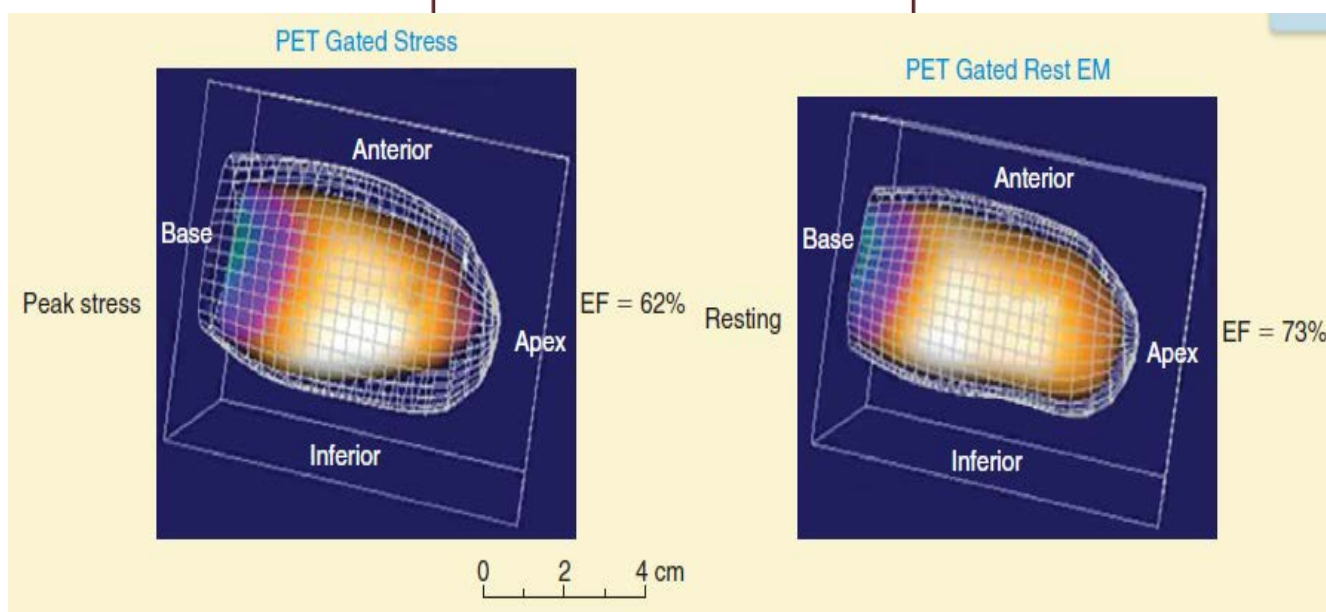 PET Gated Stress
Anterior
Base
Peak stress
Apex
Inferior
EF = 62%
PET Gated Rest EM
Anterior
Base
Resting
Apex
Inferior
EF = 73%
0 2 4 cm